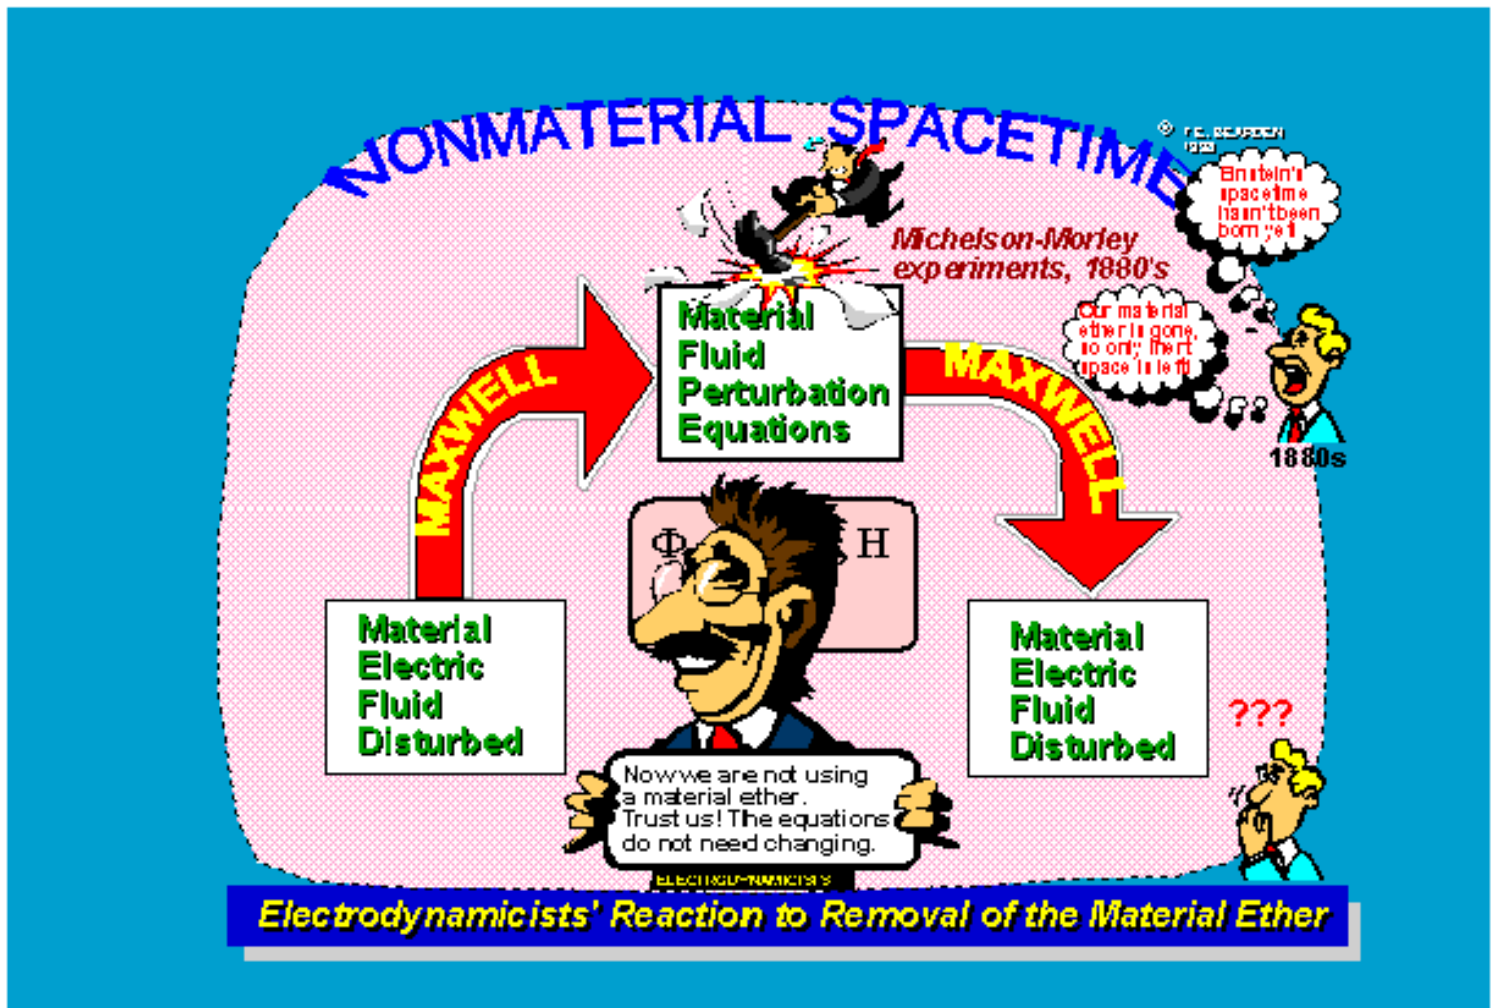 NONMATERIAL SPACETIME
© T.E. BEARDEN
Einstein's
spacetime
hasn't been
born yet!
Michelson-Morley
experiments, 1880's
Our material
ether is gone,
so only inert
space is left!
Material
Fluid
Perturbation
Equations
MAXWELL
MAXWELL
1880s
Φ H
Material
Electric
Fluid
Disturbed
Material
Electric
Fluid
Disturbed
???
Now we are not using
a material ether.
Trust us! The equations
do not need changing.
ELECTRODYNAMICISTS
Electrodynamicists' Reaction to Removal of the Material Ether